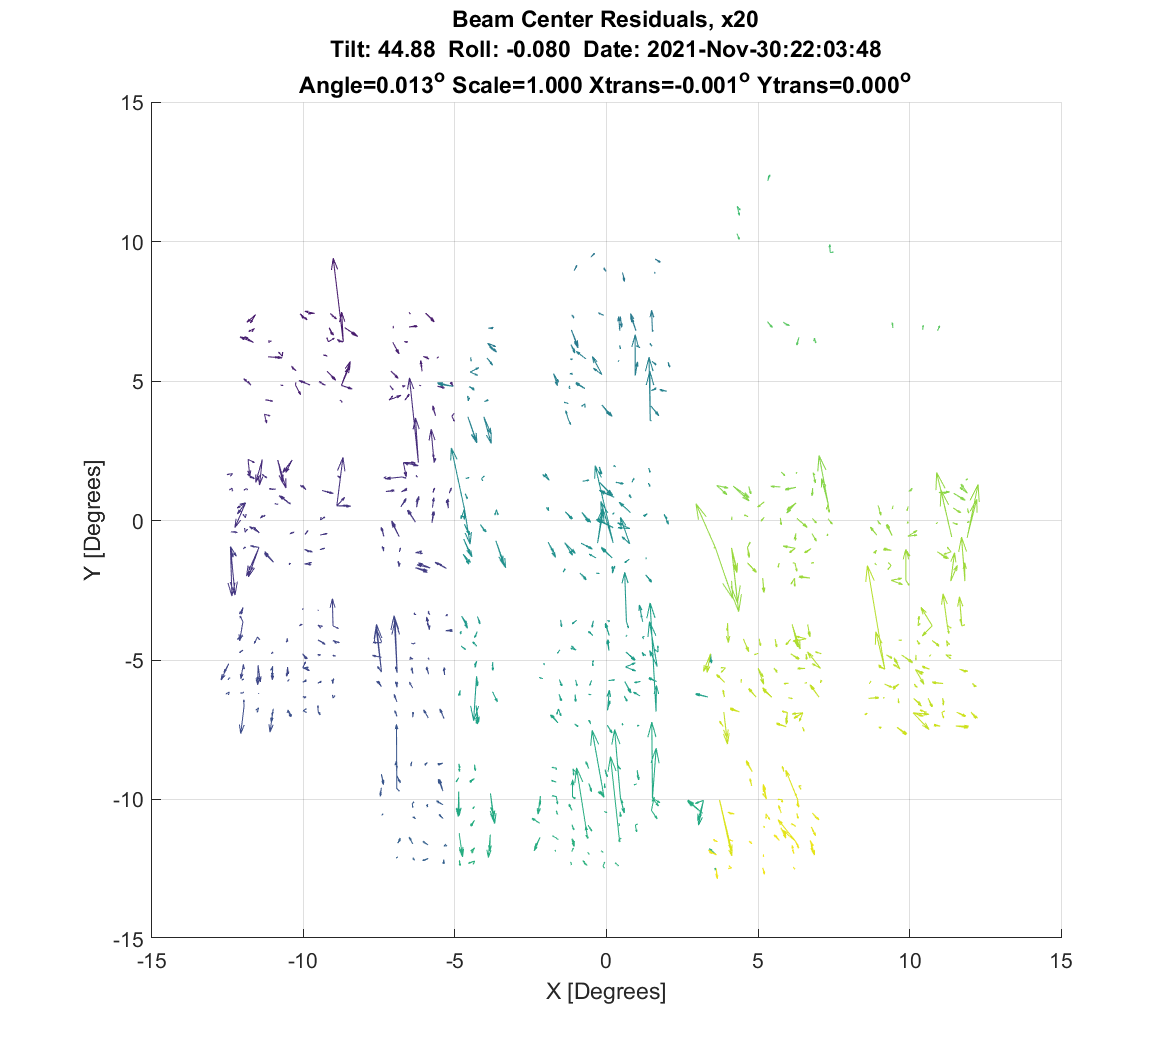 Beam Center Residuals, x20
Tilt: 44.88 Roll: -0.080 Date: 2021-Nov-30:22:03:48
Angle=0.013° Scale=1.000 Xtrans=-0.001° Ytrans=0.000°
15
10
5
0
-5
-10
-15
Y [Degrees]
-15 -10 -5 0 5 10 15
X [Degrees]